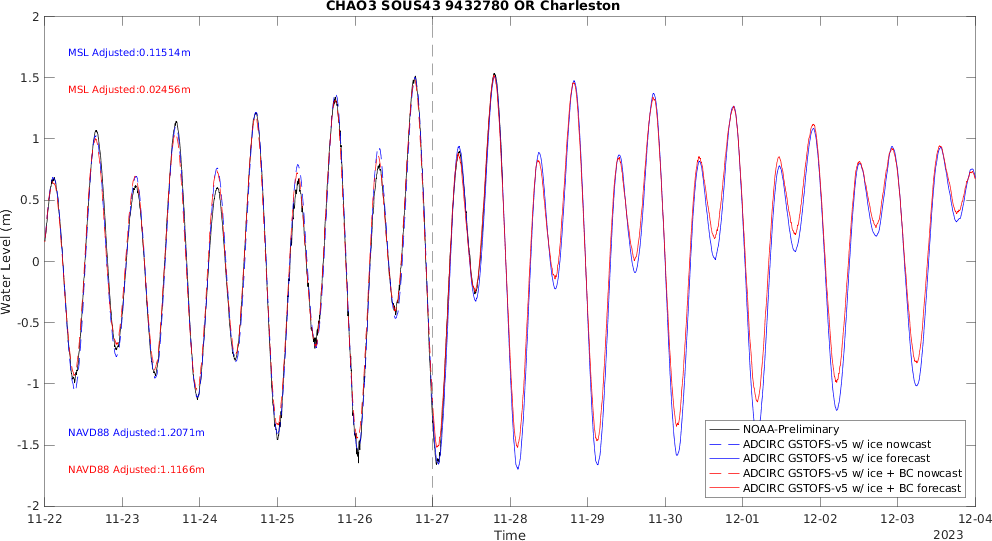 CHAO3 SOUS43 9432780 OR Charleston
2
1.5
1
0.5
0
-0.5
-1
-1.5
-2
Water Level (m)
MSL Adjusted:0.11514m
MSL Adjusted:0.02456m
NAVD88 Adjusted:1.2071m
NAVD88 Adjusted:1.1166m
NOAA-Preliminary
ADCIRC GSTOFS-v5 w/ ice nowcast
ADCIRC GSTOFS-v5 w/ ice forecast
ADCIRC GSTOFS-v5 w/ ice + BC nowcast
ADCIRC GSTOFS-v5 w/ ice + BC forecast
11-22 11-23 11-24 11-25 11-26 11-27 11-28 11-29 11-30 12-01 12-02 12-03 12-04
Time
2023